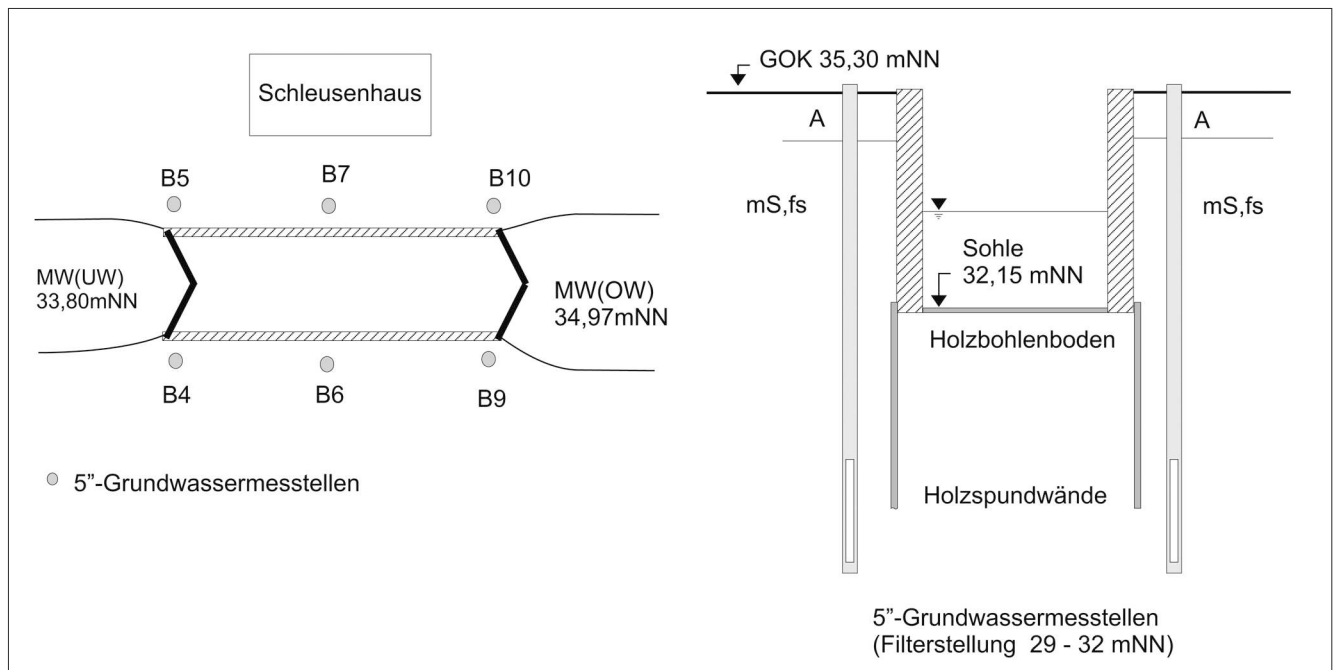 Schleusenhaus
B5
B7
B10
MW(UW)
33,80mNN
MW(OW)
34,97mNN
B4
B6
B9
5”-Grundwassermesstellen
GOK 35,30 mNN
A
A
mS,fs
mS,fs
Sohle
32,15 mNN
Holzbohlenboden
Holzspundwände
5”-Grundwassermesstellen
(Filterstellung 29 - 32 mNN)